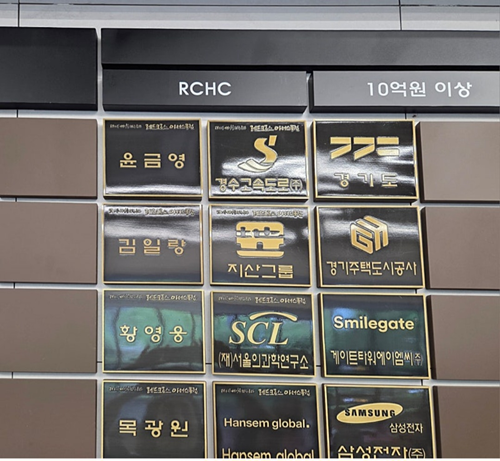 RCHC
10억원 이상
윤금영
경수고속도로㈜
경기도
김일랑
지산그룹
경기주택도시공사
황영용
SCL
(재)서울의과학연구소
Smilegate
게이트타워에이엠씨㈜
목광원
Hansem global.
Hansem global.
SAMSUNG
삼성전자
삼성전자㈜